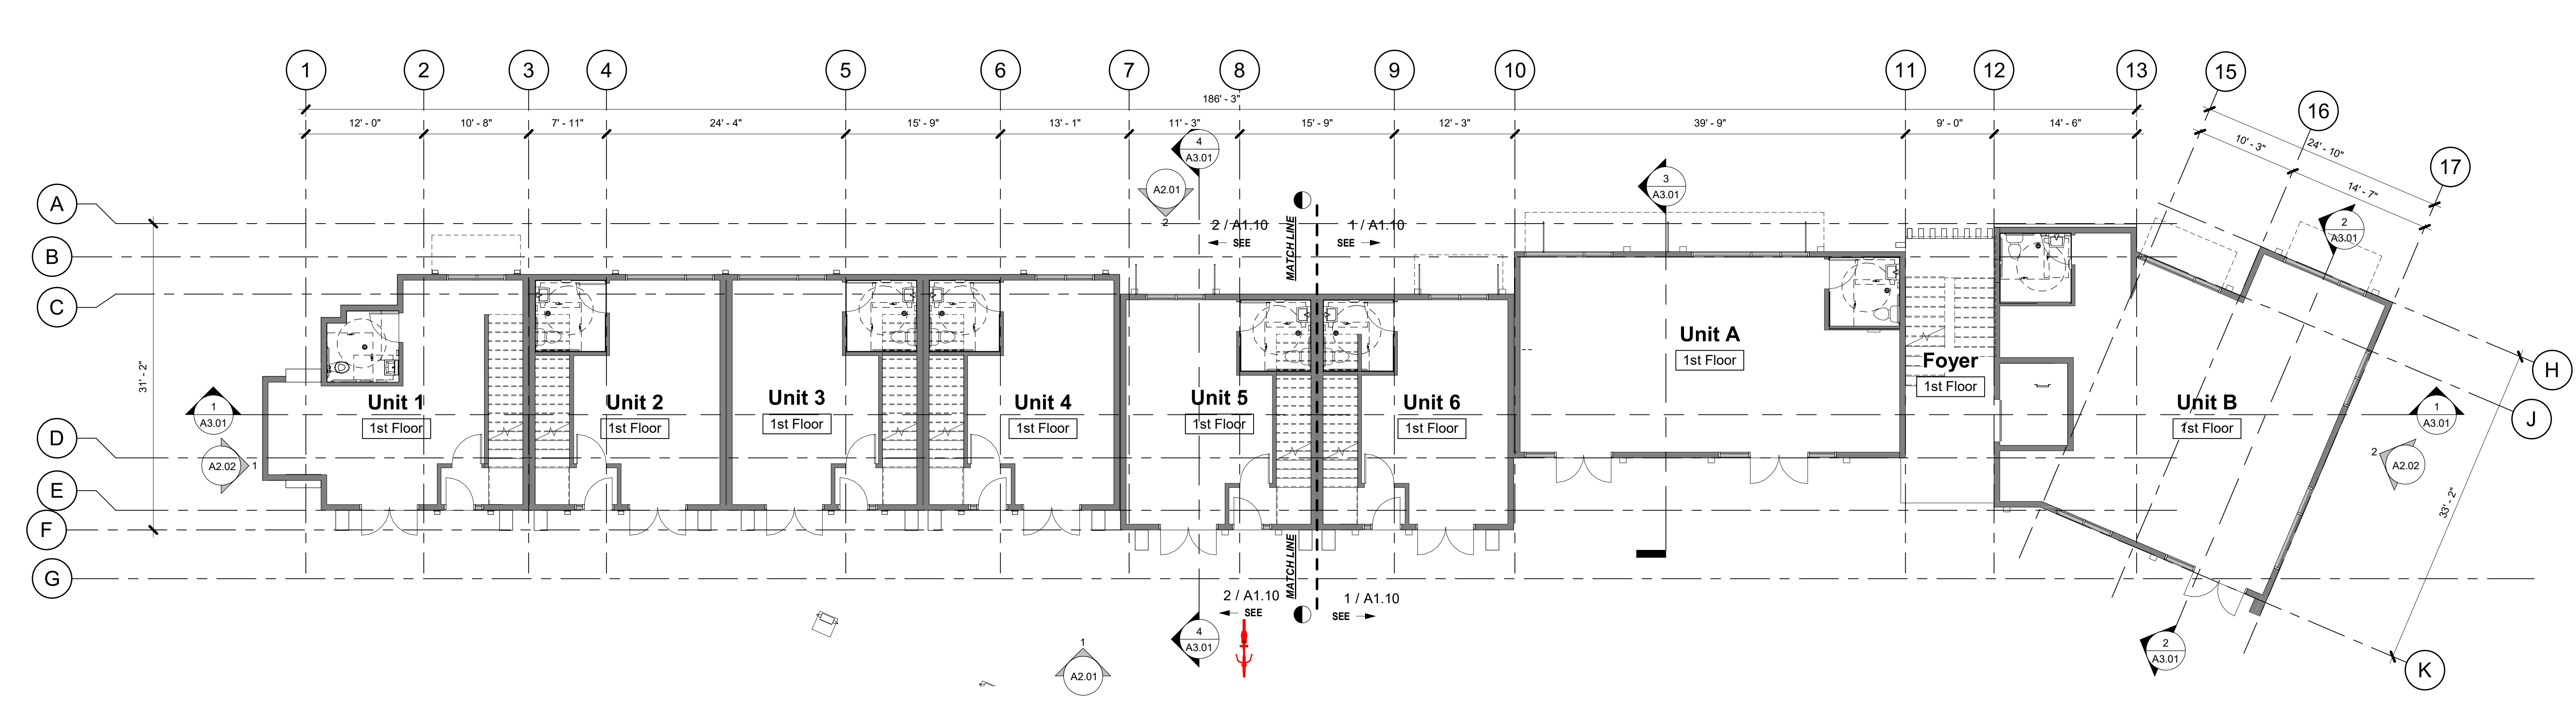 1 2 3 4 5 6 7 8 9 10 11 12 13 15
16
17
186' - 3"
12' - 0" 10' - 8" 7' - 11" 24' - 4" 15' - 9" 13' - 1" 11' - 3" 15' - 9" 12' - 3" 39' - 9" 9' - 0" 14' - 6"
10' - 3" 24' - 10"
14' - 7"
4
A3.01
3
A3.01
A2.01
2
2
A3.01
A
B
C
D
E
F
G
H
J
K
31' - 2"
33' - 2"
2 / A1.10
SEE
MATCH LINE
1 / A1.10
SEE
Unit 1
1st Floor
Unit 2
1st Floor
Unit 3
1st Floor
Unit 4
1st Floor
Unit 5
1st Floor
Unit 6
1st Floor
Unit A
1st Floor
Foyer
1st Floor
Unit B
1st Floor
1
A3.01
A2.02
1
1
A3.01
2
A2.02
MATCH LINE
2 / A1.10
SEE
1 / A1.10
SEE
4
A3.01
1
A2.01
2
A3.01